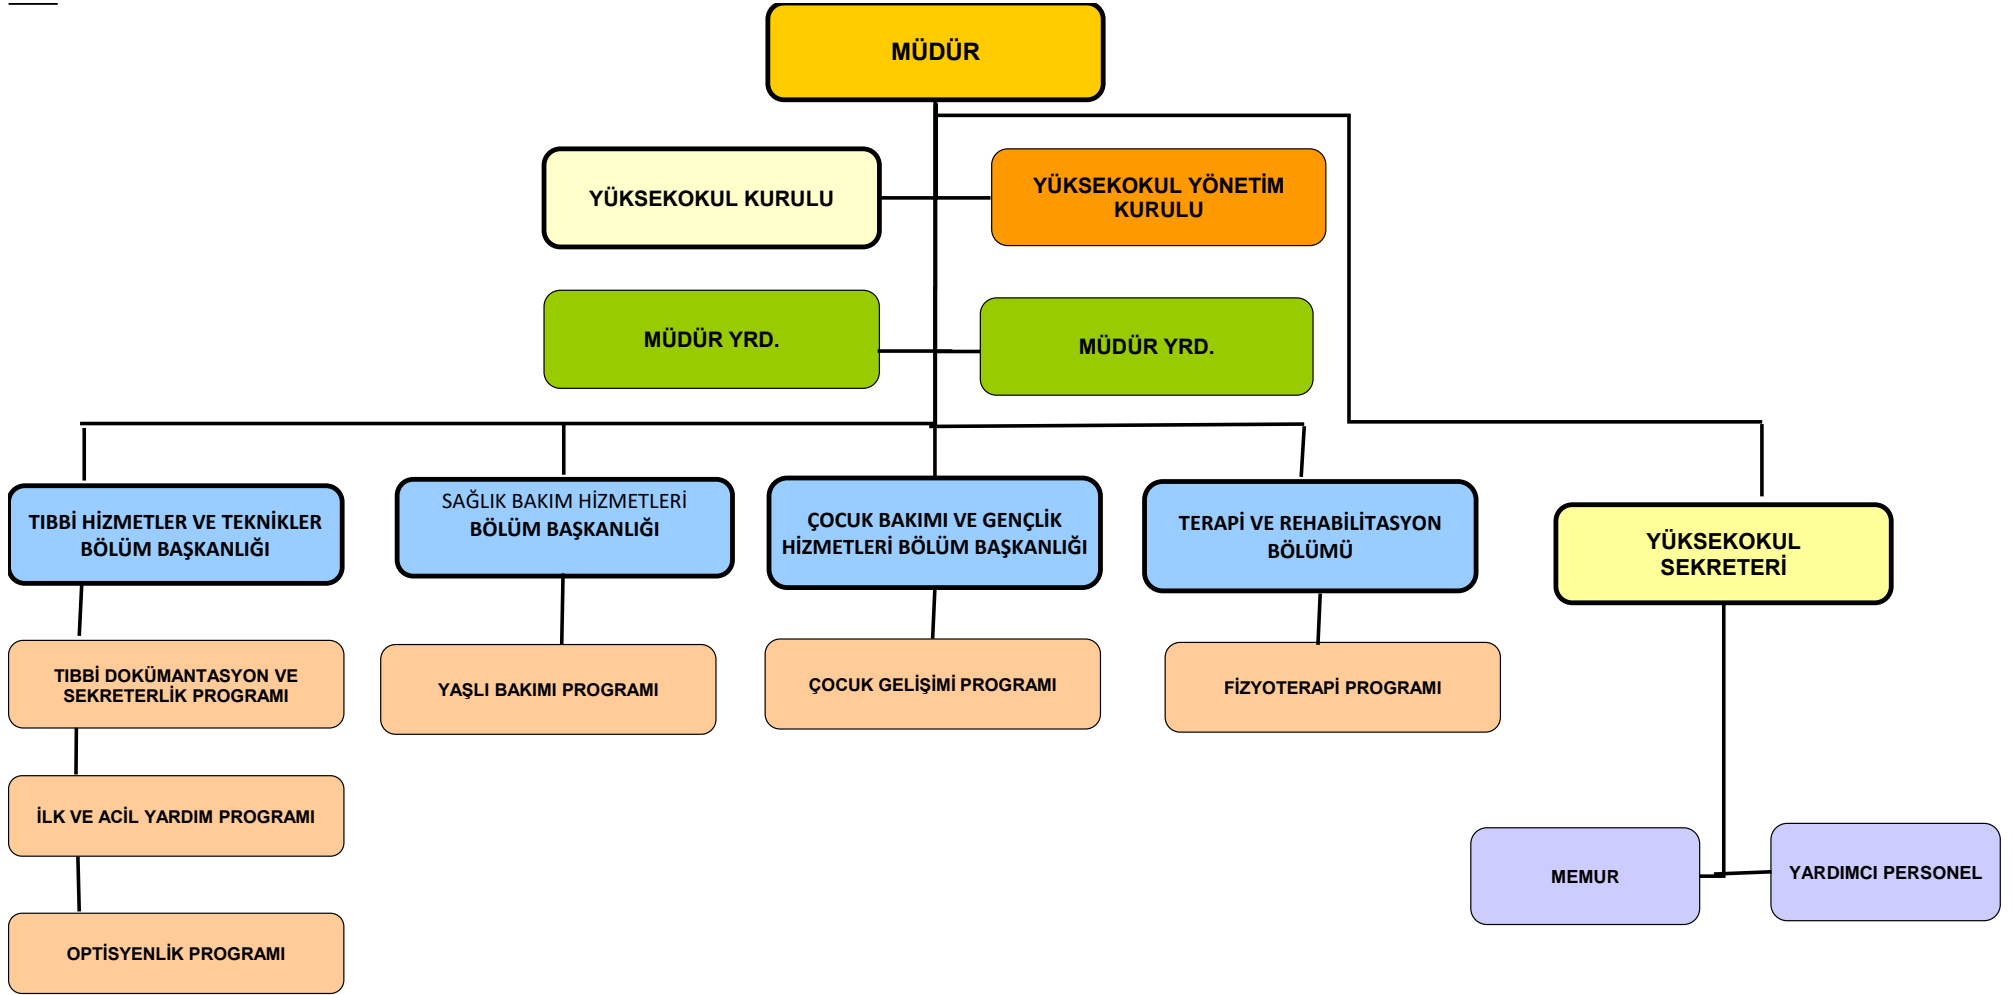 MÜDÜR
YÜKSEKOKUL KURULU
YÜKSEKOKUL YÖNETİM
KURULU
MÜDÜR YRD.
MÜDÜR YRD.
TIBBİ HİZMETLER VE TEKNİKLER
BÖLÜM BAŞKANLIĞI
SAĞLIK BAKIM HİZMETLERİ
BÖLÜM BAŞKANLIĞI
ÇOCUK BAKIMI VE GENÇLİK
HİZMETLERİ BÖLÜM BAŞKANLIĞI
TERAPİ VE REHABİLİTASYON
BÖLÜMÜ
YÜKSEKOKUL
SEKRETERİ
TIBBİ DOKÜMANTASYON VE
SEKRETERLİK PROGRAMI
YAŞLI BAKIMI PROGRAMI
ÇOCUK GELİŞİMİ PROGRAMI
FİZYOTERAPİ PROGRAMI
İLK VE ACİL YARDIM PROGRAMI
MEMUR
YARDIMCI PERSONEL
OPTİSYENLİK PROGRAMI